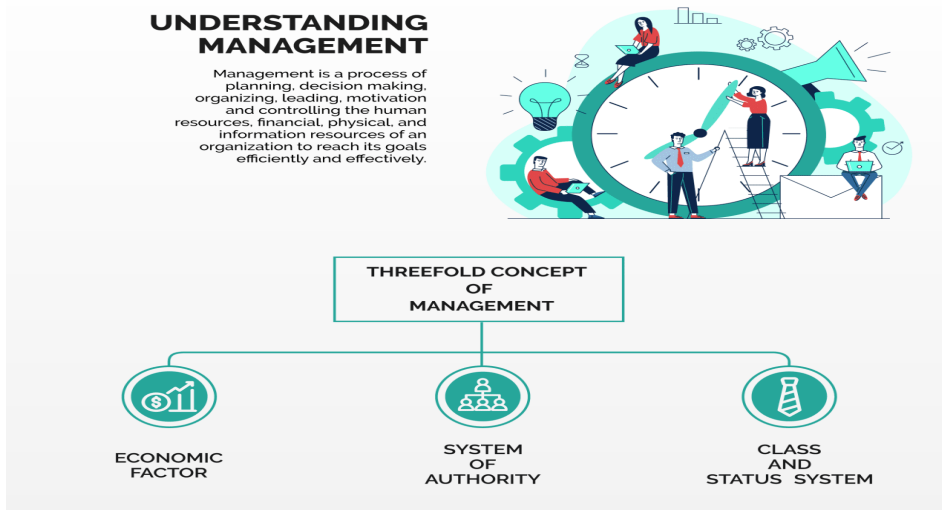 UNDERSTANDING
MANAGEMENT
Management is a process of
planning, decision making,
organizing, leading, motivation
and controlling the human
resources, financial, physical, and
information resources of an
organization to reach its goals
efficiently and effectively.
THREEFOLD CONCEPT
OF
MANAGEMENT
$
ECONOMIC
FACTOR
SYSTEM
OF
AUTHORITY
CLASS
AND
STATUS SYSTEM